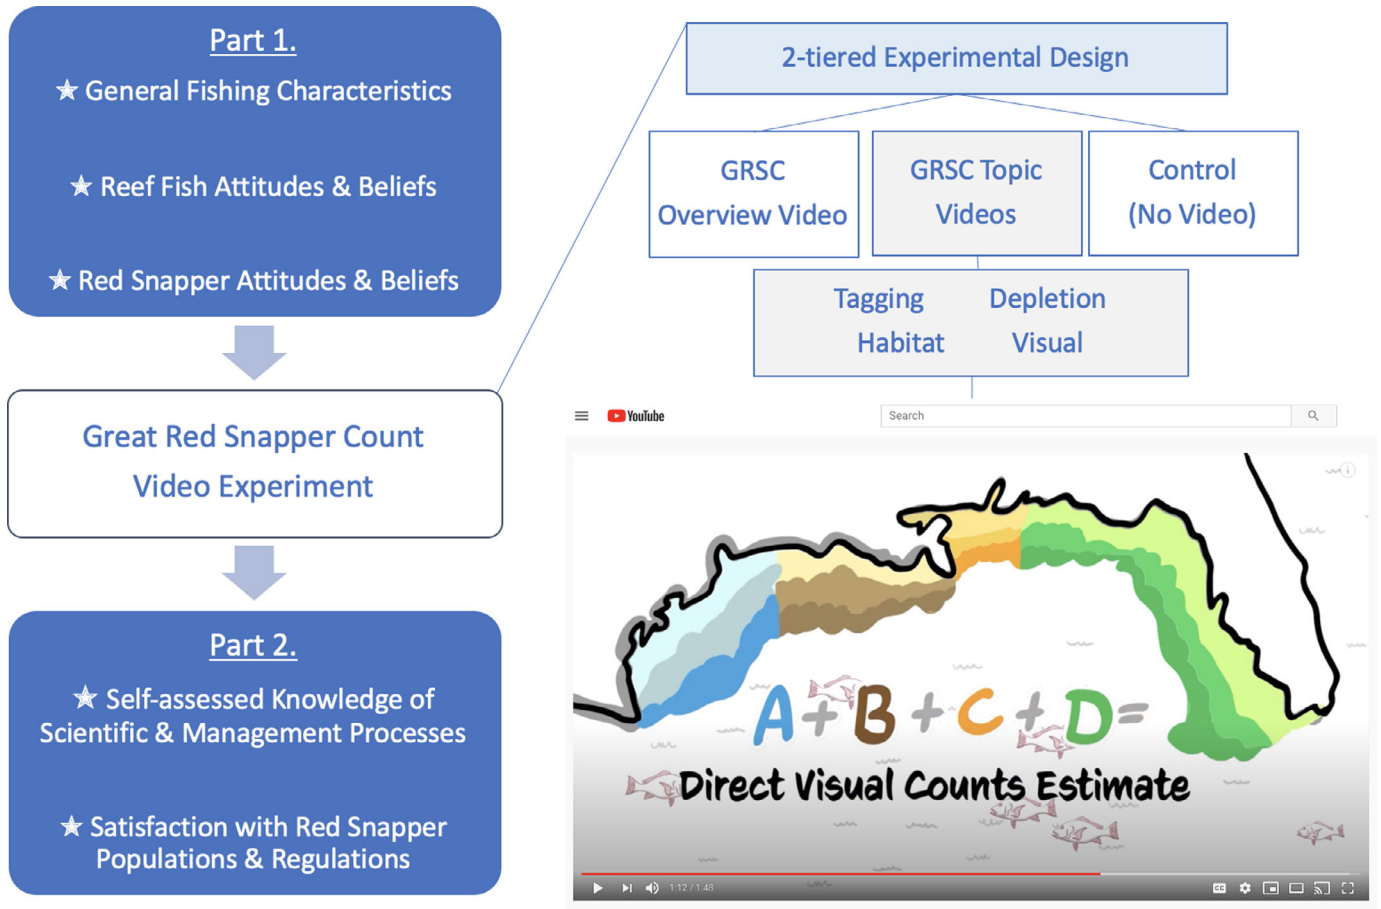 Part 1.
General Fishing Characteristics
Reef Fish Attitudes & Beliefs
Red Snapper Attitudes & Beliefs
Great Red Snapper Count
Video Experiment
Part 2.
Self-assessed Knowledge of
Scientific & Management Processes
Satisfaction with Red Snapper
Populations & Regulations
2-tiered Experimental Design
GRSC
Overview Video
GRSC Topic
Videos
Control
(No Video)
Tagging Depletion
Habitat Visual
YouTube
Search
A+B+C+D=
Direct Visual Counts Estimate
1:12 / 1:48
CC